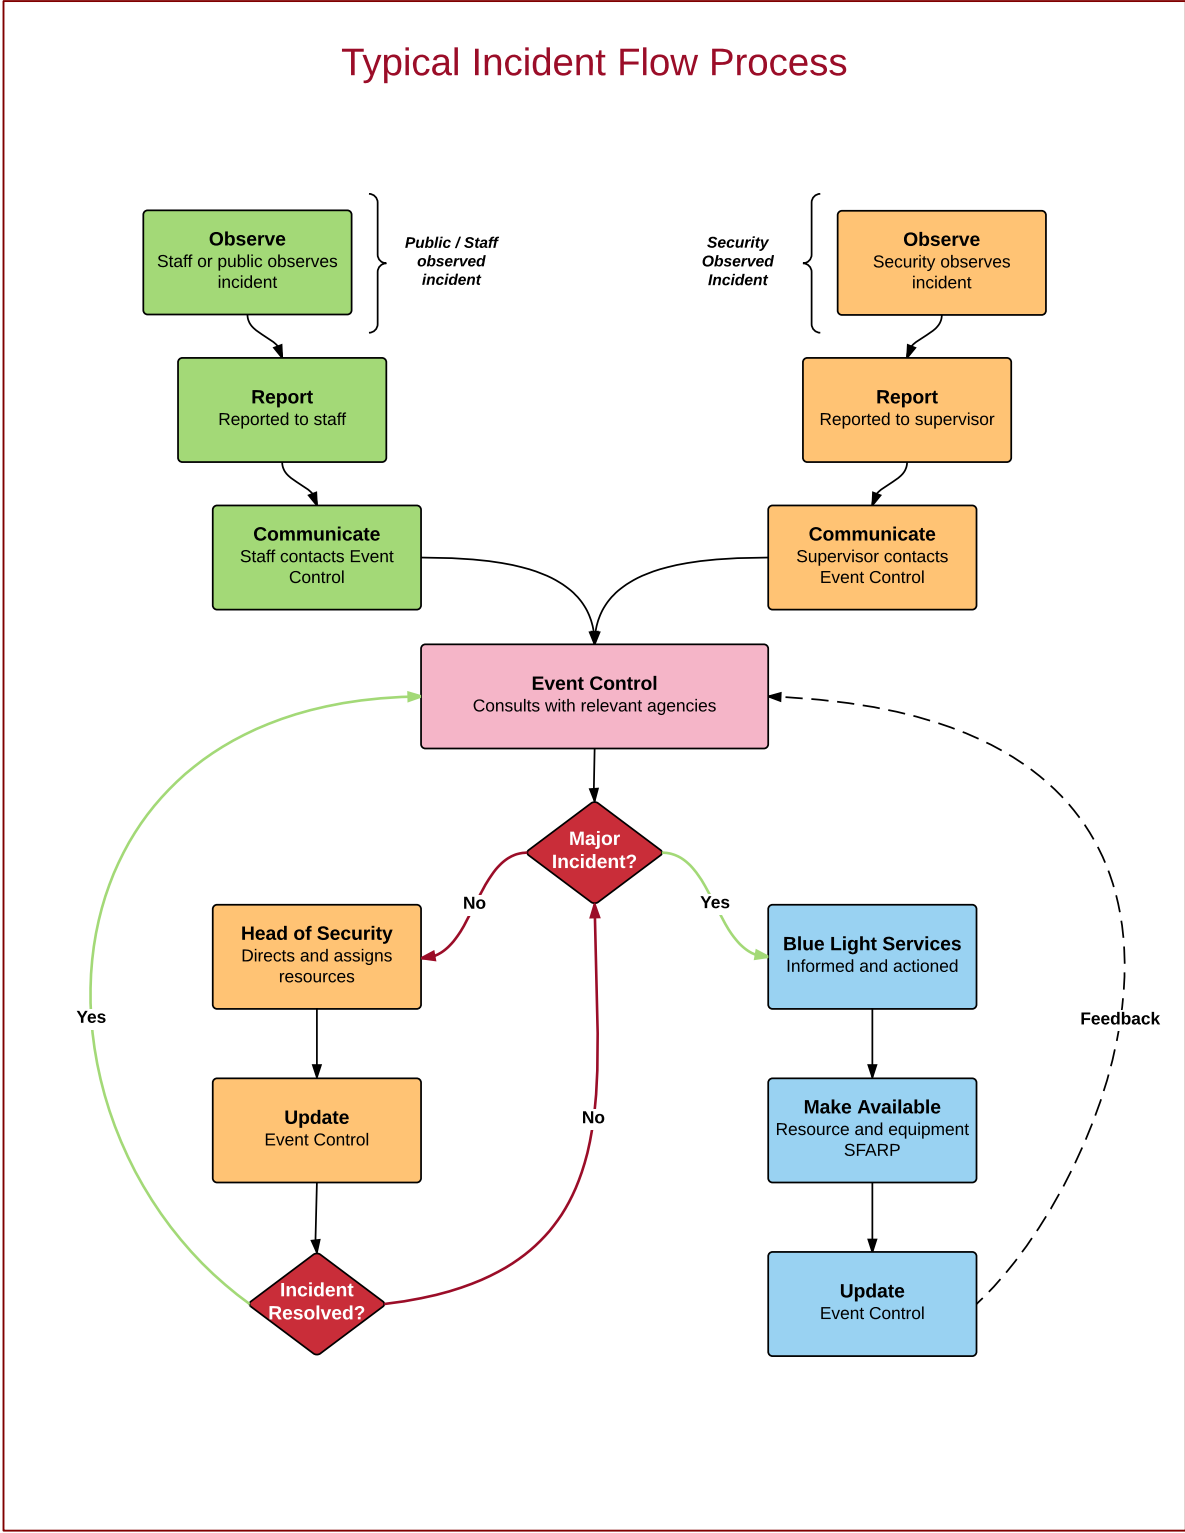 Typical Incident Flow Process
Observe
Staff or public observes
incident
Public / Staff
observed
incident
Security
Observed
Incident
Observe
Security observes
incident
Report
Reported to staff
Report
Reported to supervisor
Communicate
Staff contacts Event
Control
Communicate
Supervisor contacts
Event Control
Event Control
Consults with relevant agencies
Major
Incident?
No
Yes
Head of Security
Directs and assigns
resources
Blue Light Services
Informed and actioned
Yes
Feedback
Update
Event Control
No
Make Available
Resource and equipment
SFARP
Incident
Resolved?
Update
Event Control